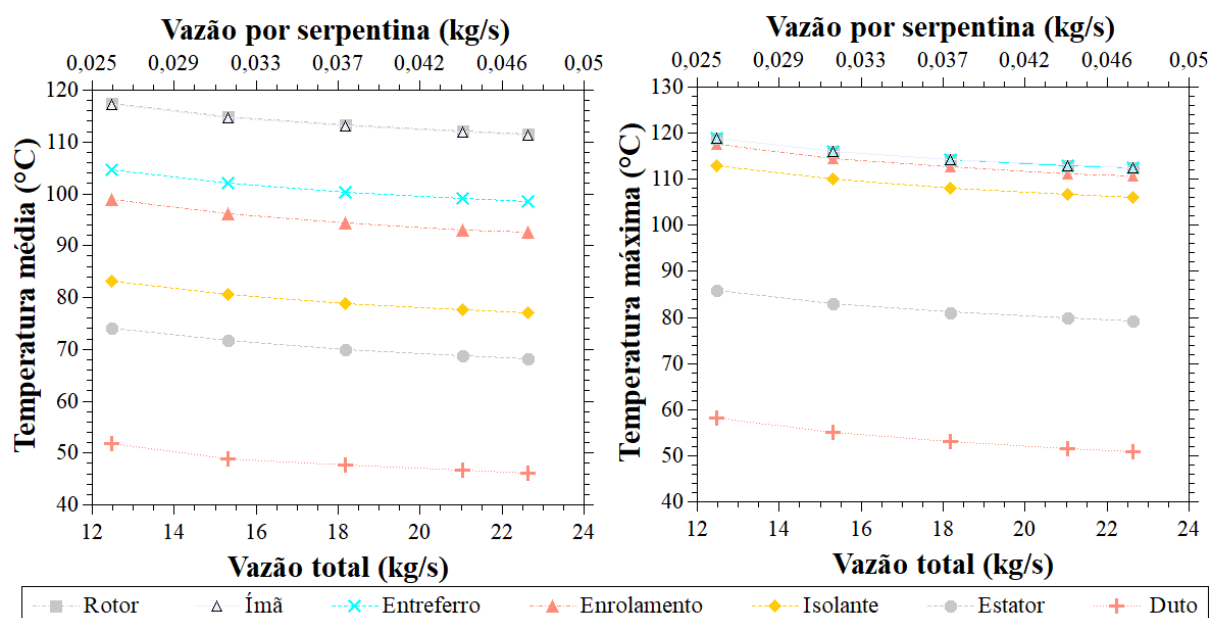 Vazão por serpentina (kg/s)
0,025 0,029 0,033 0,037 0,042 0,046 0,05
120
110
100
90
80
70
60
50
40
Temperatura média (°C)
12 14 16 18 20 22 24
Vazão total (kg/s)
Vazão por serpentina (kg/s)
0,025 0,029 0,033 0,037 0,042 0,046 0,05
130
120
110
100
90
80
70
60
50
40
Temperatura máxima (°C)
12 14 16 18 20 22 24
Vazão total (kg/s)
Rotor Ímã Entreferro Enrolamento Isolante Estator Duto